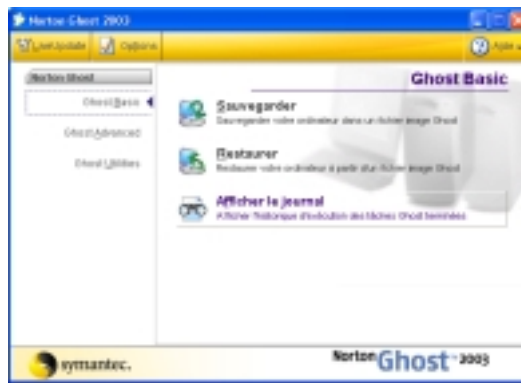 Norton Ghost 2003
LiveUpdate Options Aide
Norton Ghost
Ghost Basic
Ghost Basic
Ghost Advanced
Ghost Utilities
Sauvegarder
Sauvegarder votre ordinateur dans un fichier image Ghost
Restaurer
Restaurer votre ordinateur à partir d'un fichier image Ghost
Afficher le journal
Afficher l'historique d'exécution des tâches Ghost terminées
symantec.
Norton Ghost 2003